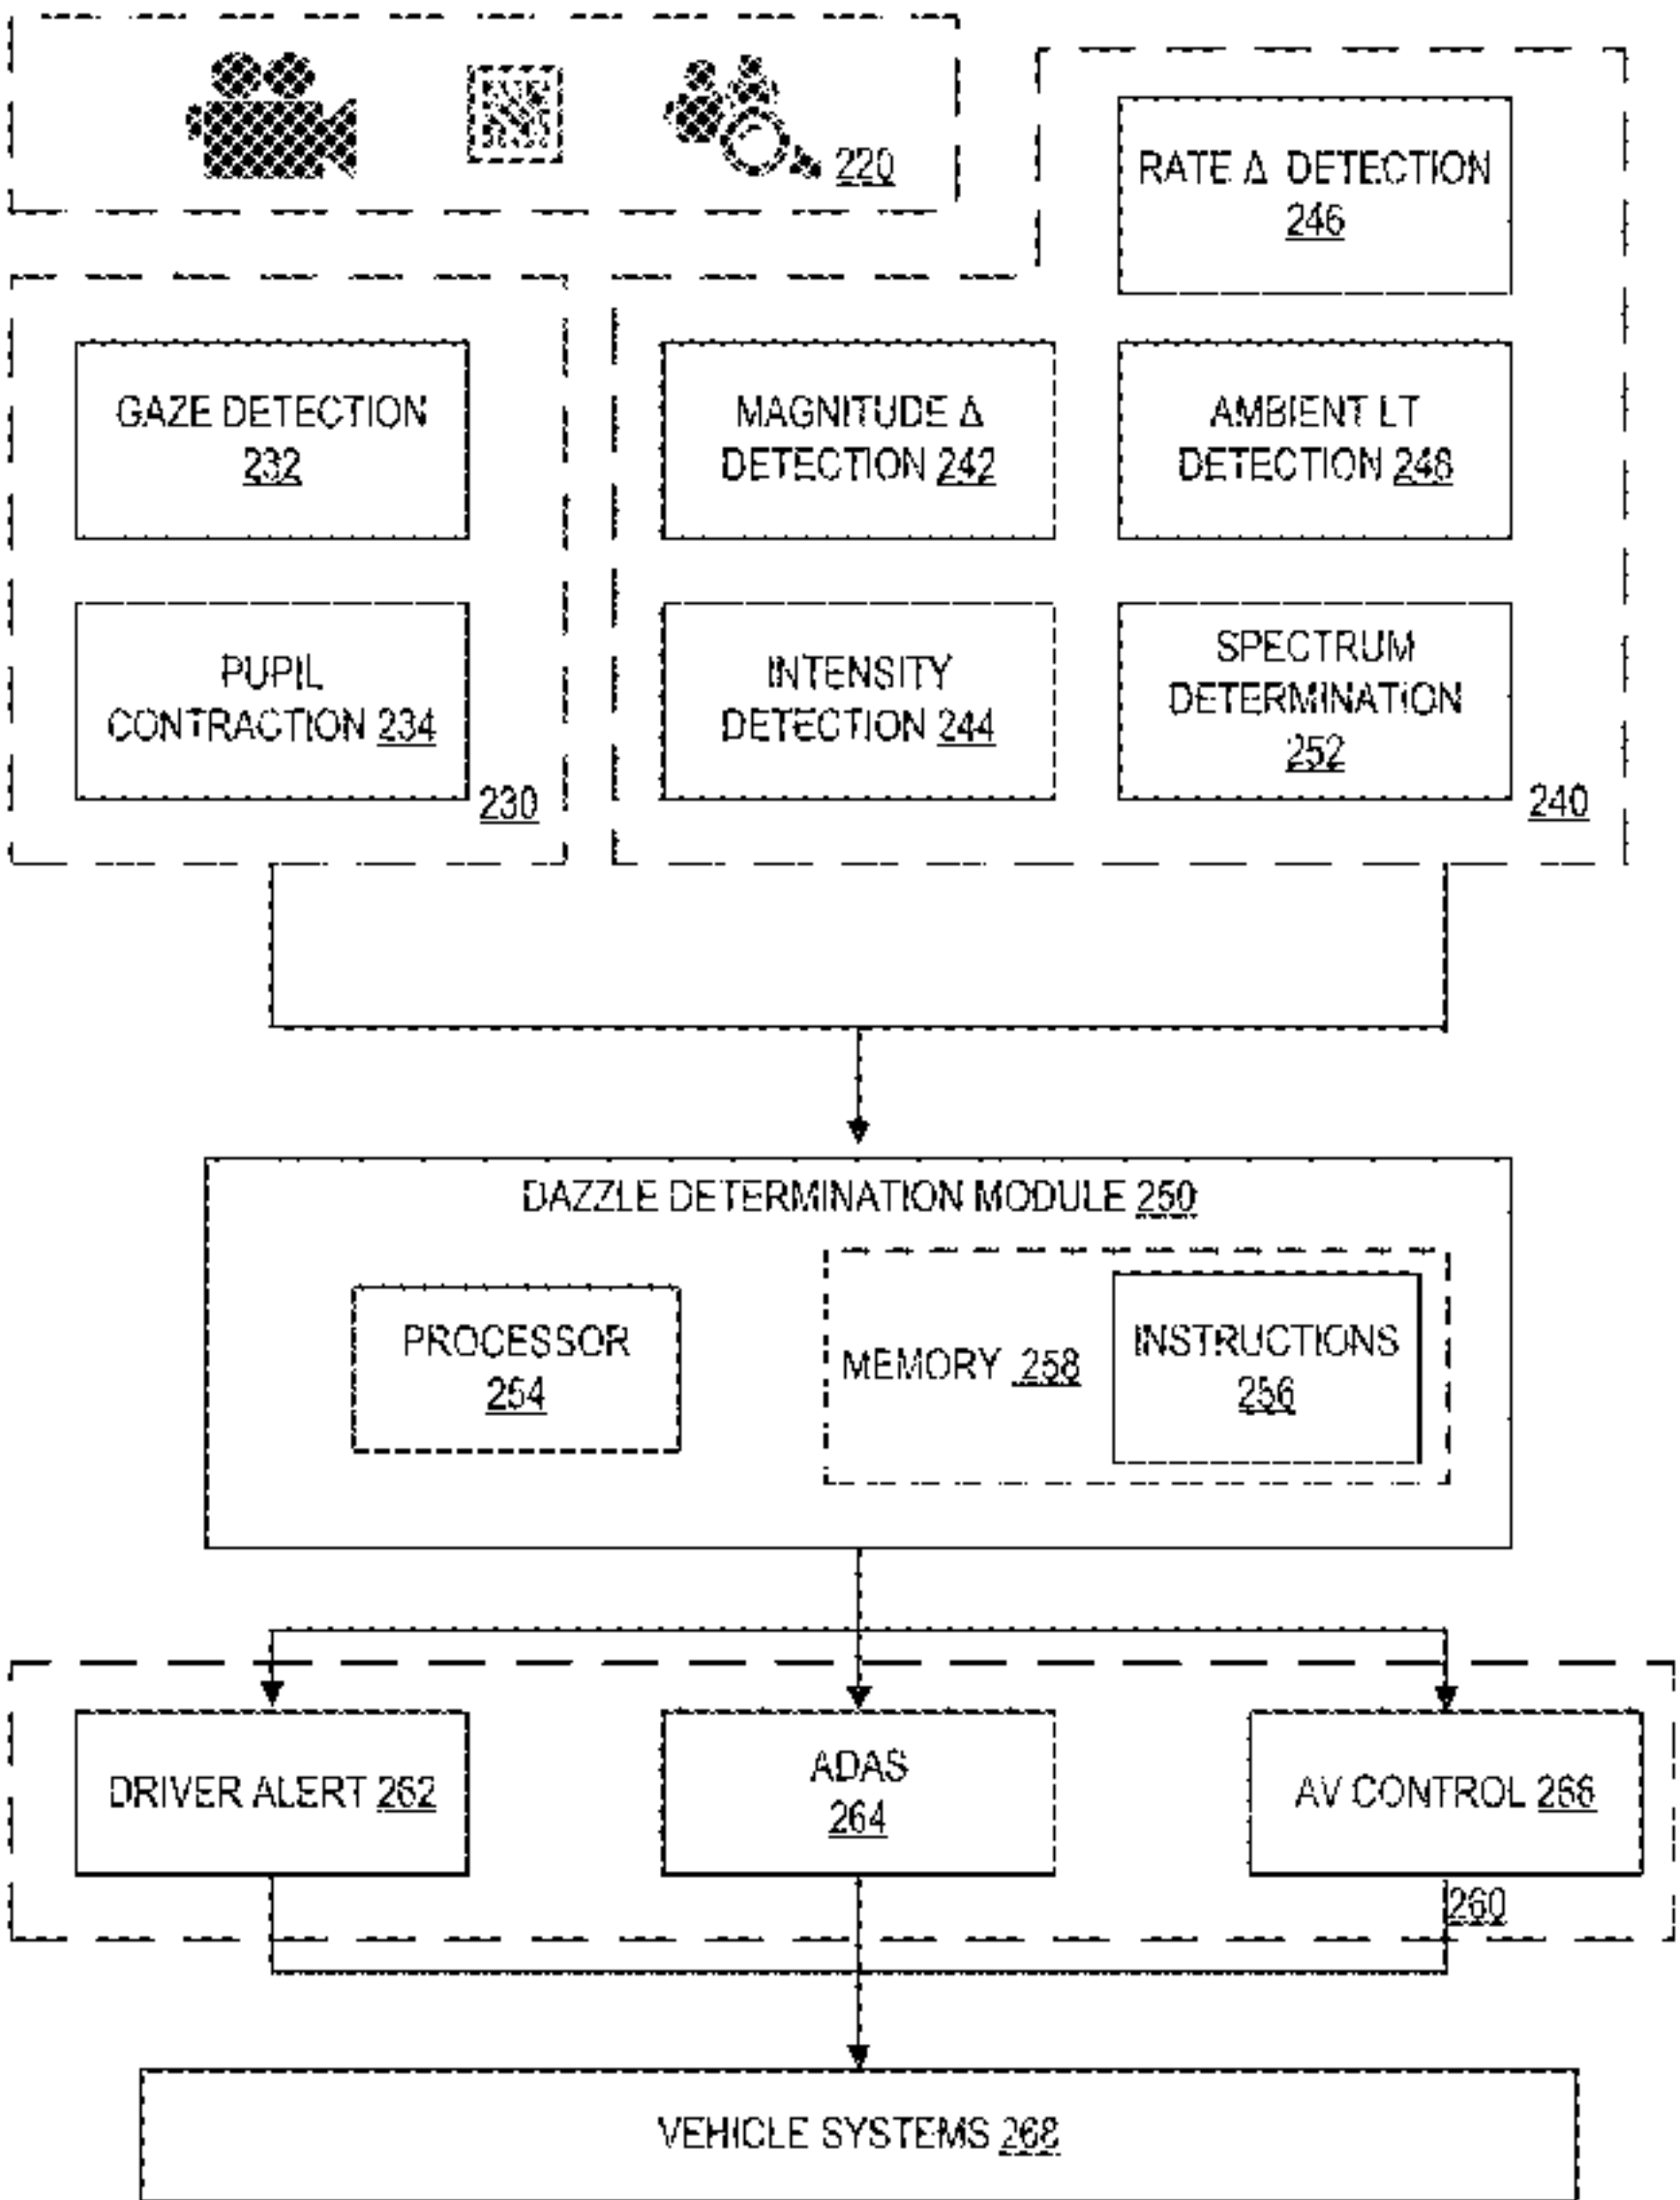 220
RATE Δ DETECTION
246
GAZE DETECTION
232
MAGNITUDE Δ
DETECTION 242
AMBIENT LT
DETECTION 248
PUPIL
CONTRACTION 234
INTENSITY
DETECTION 244
SPECTRUM
DETERMINATION
252
230
240
DAZZLE DETERMINATION MODULE 250
PROCESSOR
254
MEMORY 258
INSTRUCTIONS
256
DRIVER ALERT 262
ADAS
264
AV CONTROL 266
260
VEHICLE SYSTEMS 268